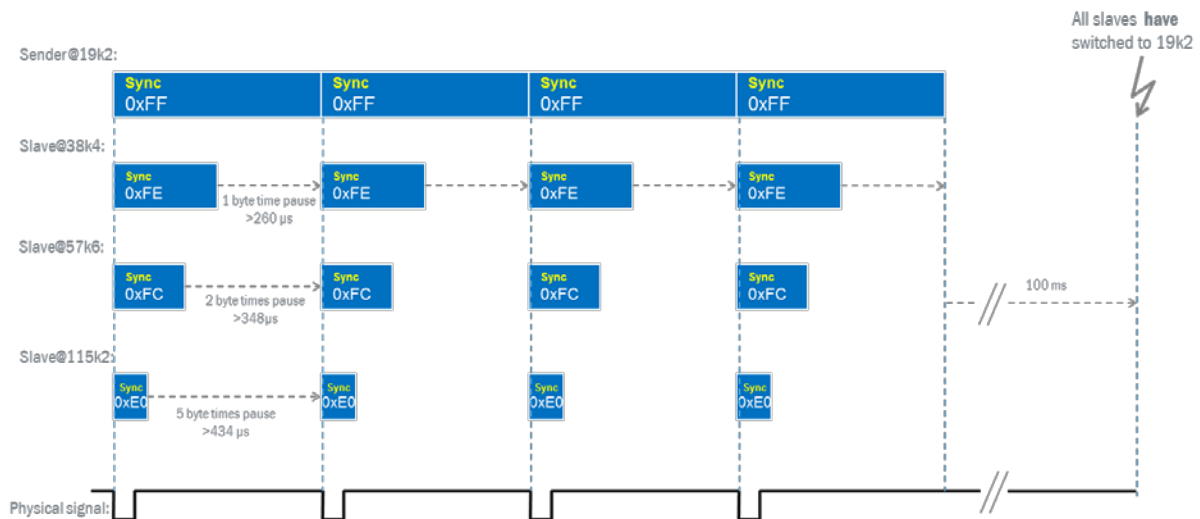 All slaves have
switched to 19k2
Sender@19k2:
Sync Sync Sync Sync
0xFF 0xFF 0xFF 0xFF
Slave@38k4:
Sync Sync Sync Sync
0xFE 0xFE 0xFE 0xFE
1 byte time pause
>260 µs
Slave@57k6:
Sync Sync Sync Sync
0xFC 0xFC 0xFC 0xFC
2 byte times pause
>348µs
100 ms
Slave@115k2:
Sync Sync Sync Sync
0xE0 0xE0 0xE0 0xE0
5 byte times pause
>434 µs
Physical signal: